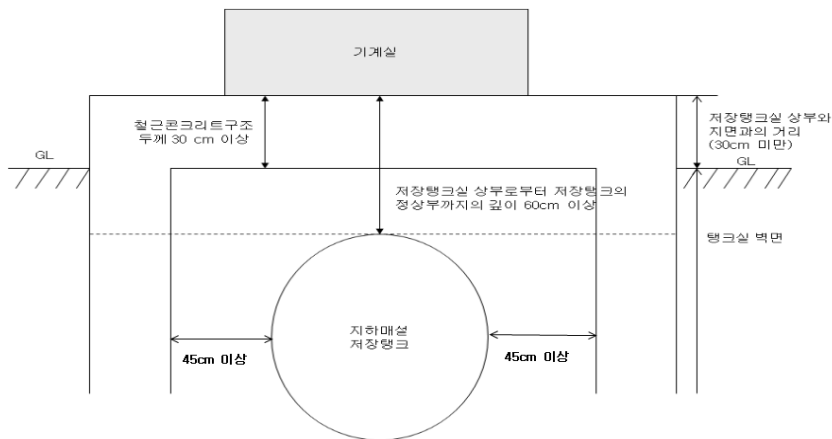 기계실
철근콘크리트구조
두께 30 cm 이상
저장탱크실 상부와
지면과의 거리
(30cm 미만)
GL
GL
저장탱크실 상부로부터 저장탱크의
정상부까지의 깊이 60cm 이상
탱크실 벽면
지하매설
저장탱크
45cm 이상
45cm 이상